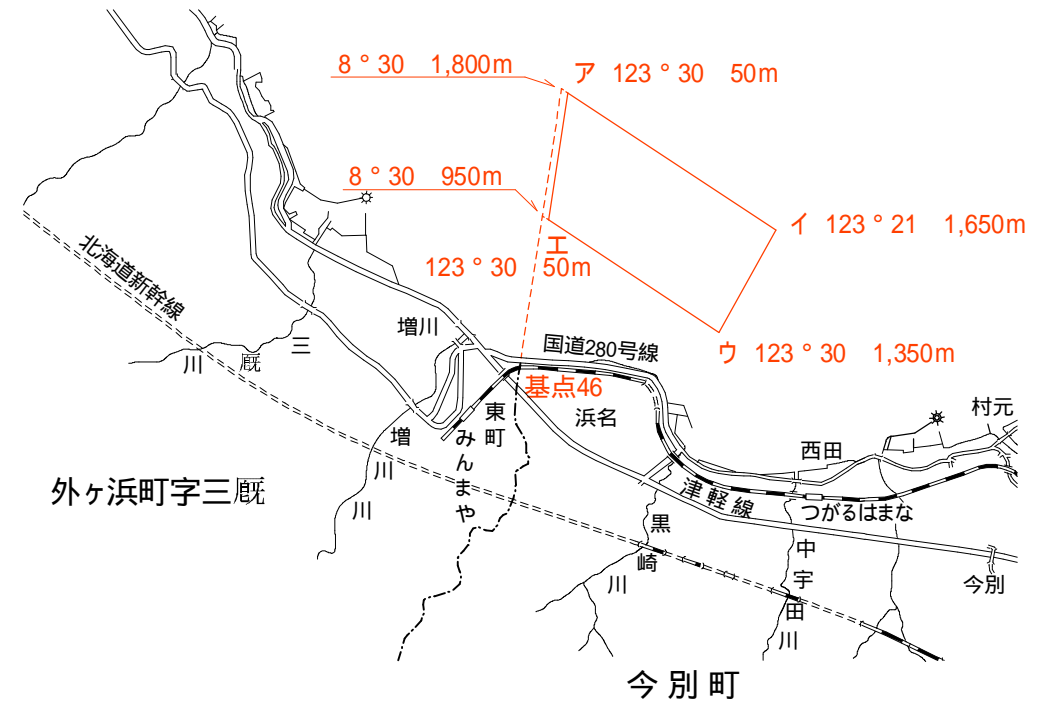 8°30 1,800m
ア 123°30 50m
8°30 950m
イ 123°21 1,650m
エ
123°30 50m
北海道新幹線
増川
国道280号線
ウ 123°30 1,350m
三
厩
川
基点46
東町
浜名
村元
西田
増
川
川
みんまや
外ヶ浜町字三厩
津軽線
つがるはまな
黒
崎
川
中
宇
田
川
今別
今別町